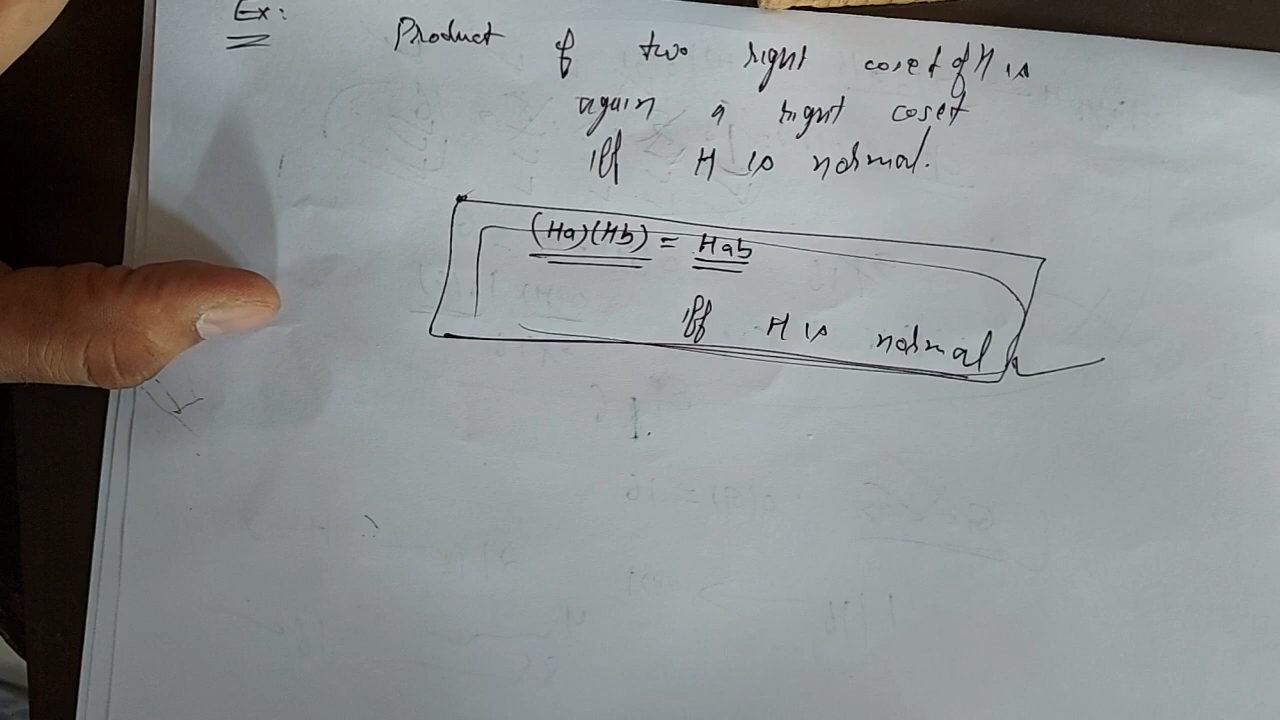 Ex:
Product of two right coset of H is
again a right coset
iff H is normal.
(Ha)(Hb) = Hab
iff H is normal